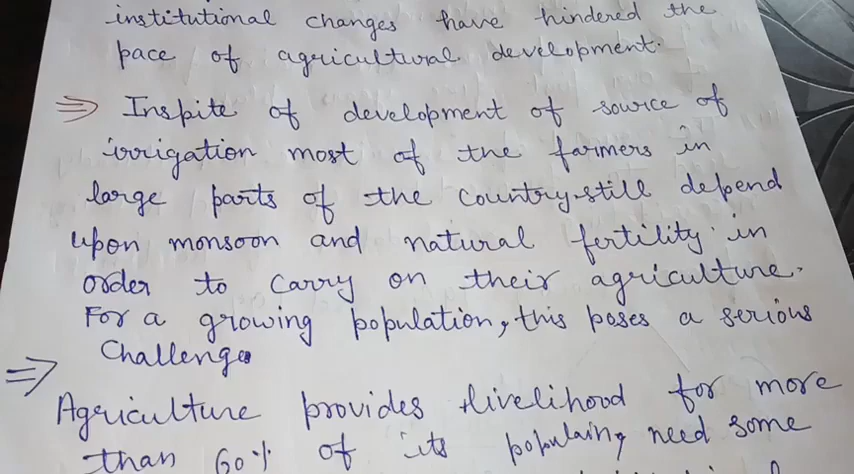 institutional changes have hindered the
pace of agricultural development.
⇒ Inspite of development of source of
irrigation most of the farmers in
large parts of the country still depend
upon monsoon and natural fertility in
order to carry on their agriculture.
For a growing population, this poses a serious
challenge
⇒
Agriculture provides livelihood for more
than 60% of its need some